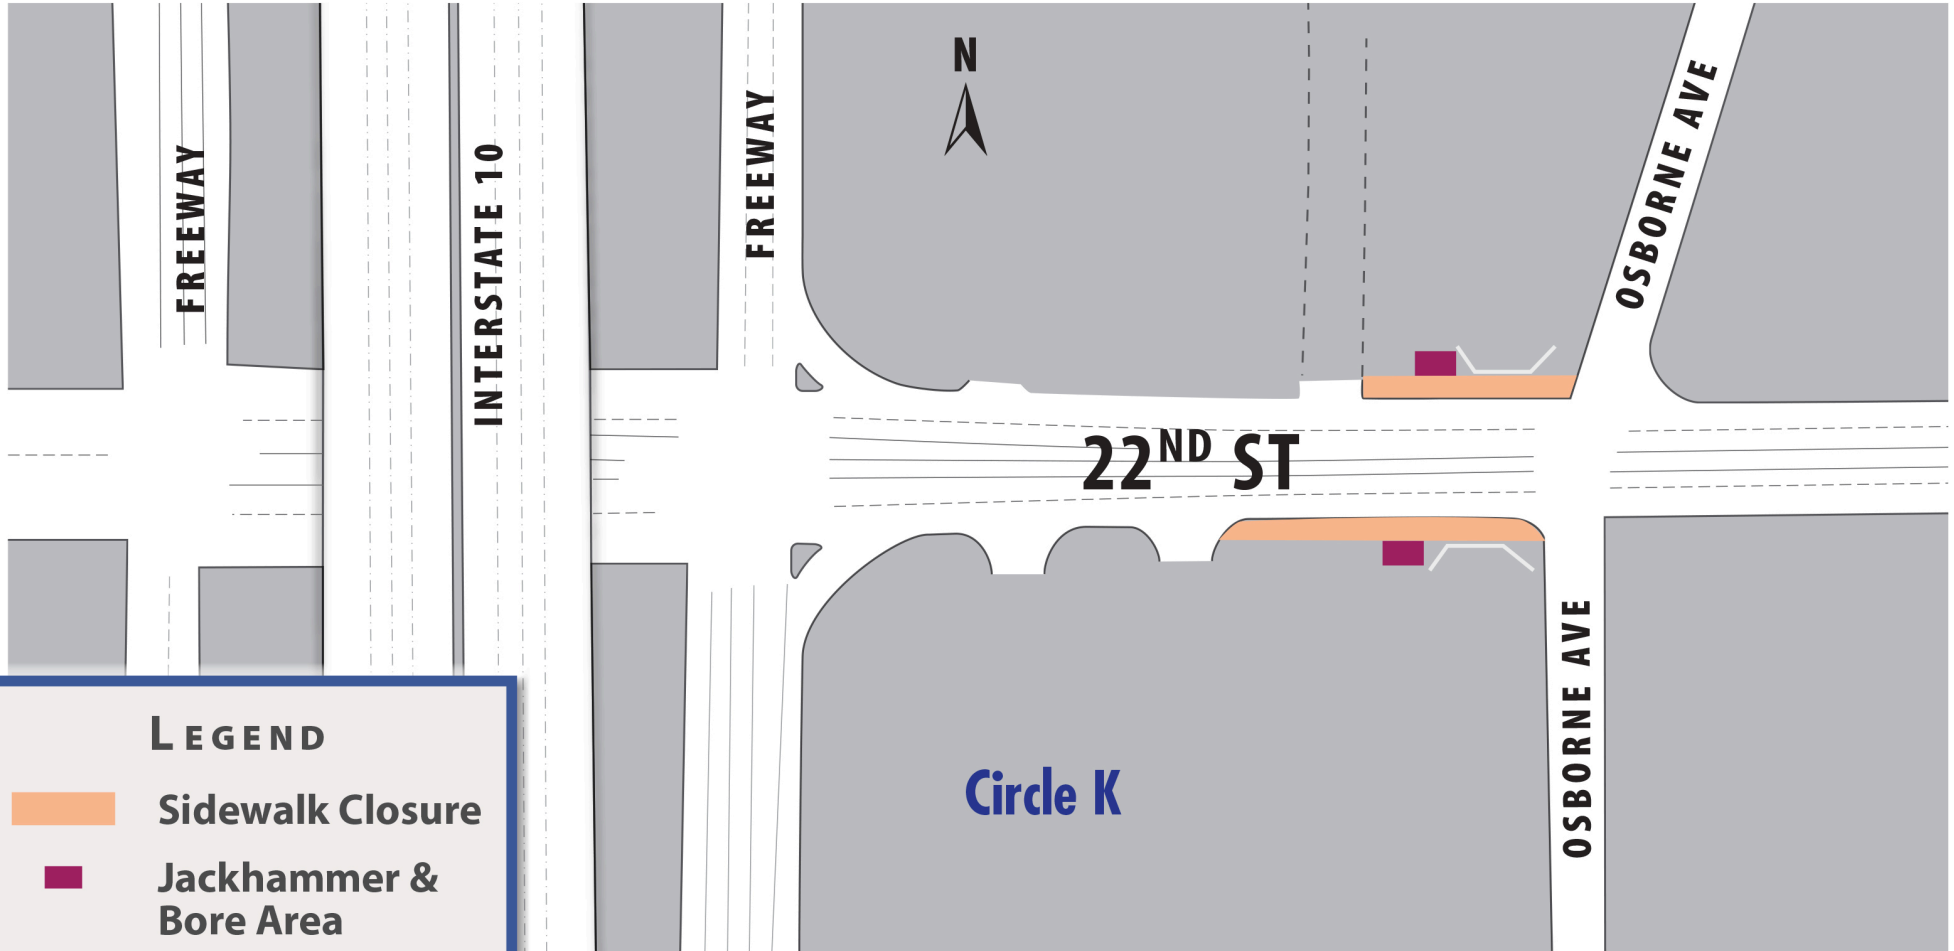 N
FREEWAY
INTERSTATE 10
FREEWAY
OSBORNE AVE
22ND ST
OSBORNE AVE
Circle K
LEGEND
Sidewalk Closure
Jackhammer &
Bore Area